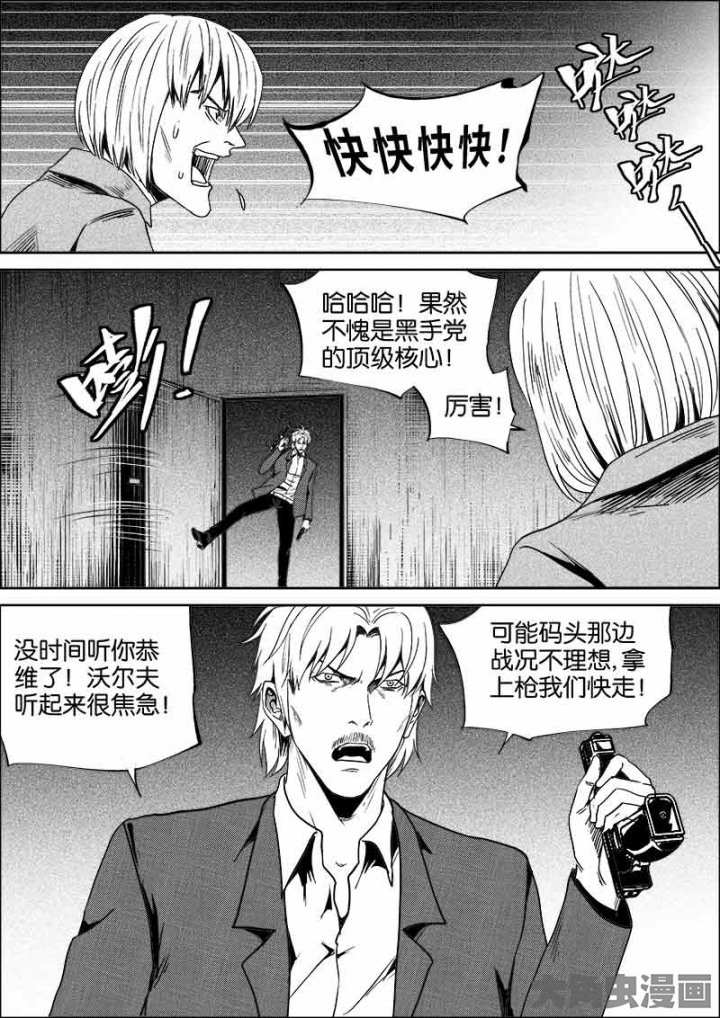 快快快快！
哒
哒
哒
嘭！
哈哈哈！果然
不愧是黑手党
的顶级核心！
厉害！
没时间听你恭
维了！沃尔夫
听起来很焦急！
可能码头那边
战况不理想,拿
上枪我们快走！
大角虫漫画